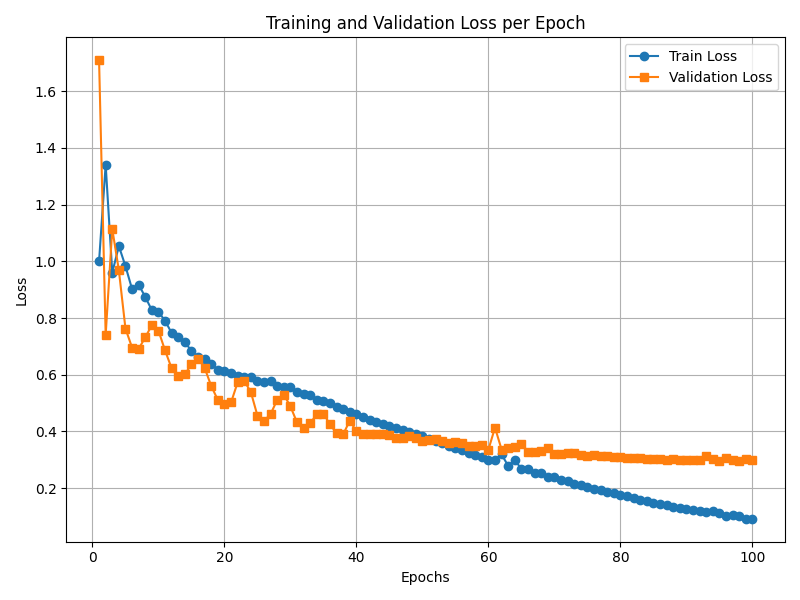 Training and Validation Loss per Epoch
Train Loss
Validation Loss
1.6
1.4
1.2
1.0
0.8
0.6
0.4
0.2
Loss
0 20 40 60 80 100
Epochs